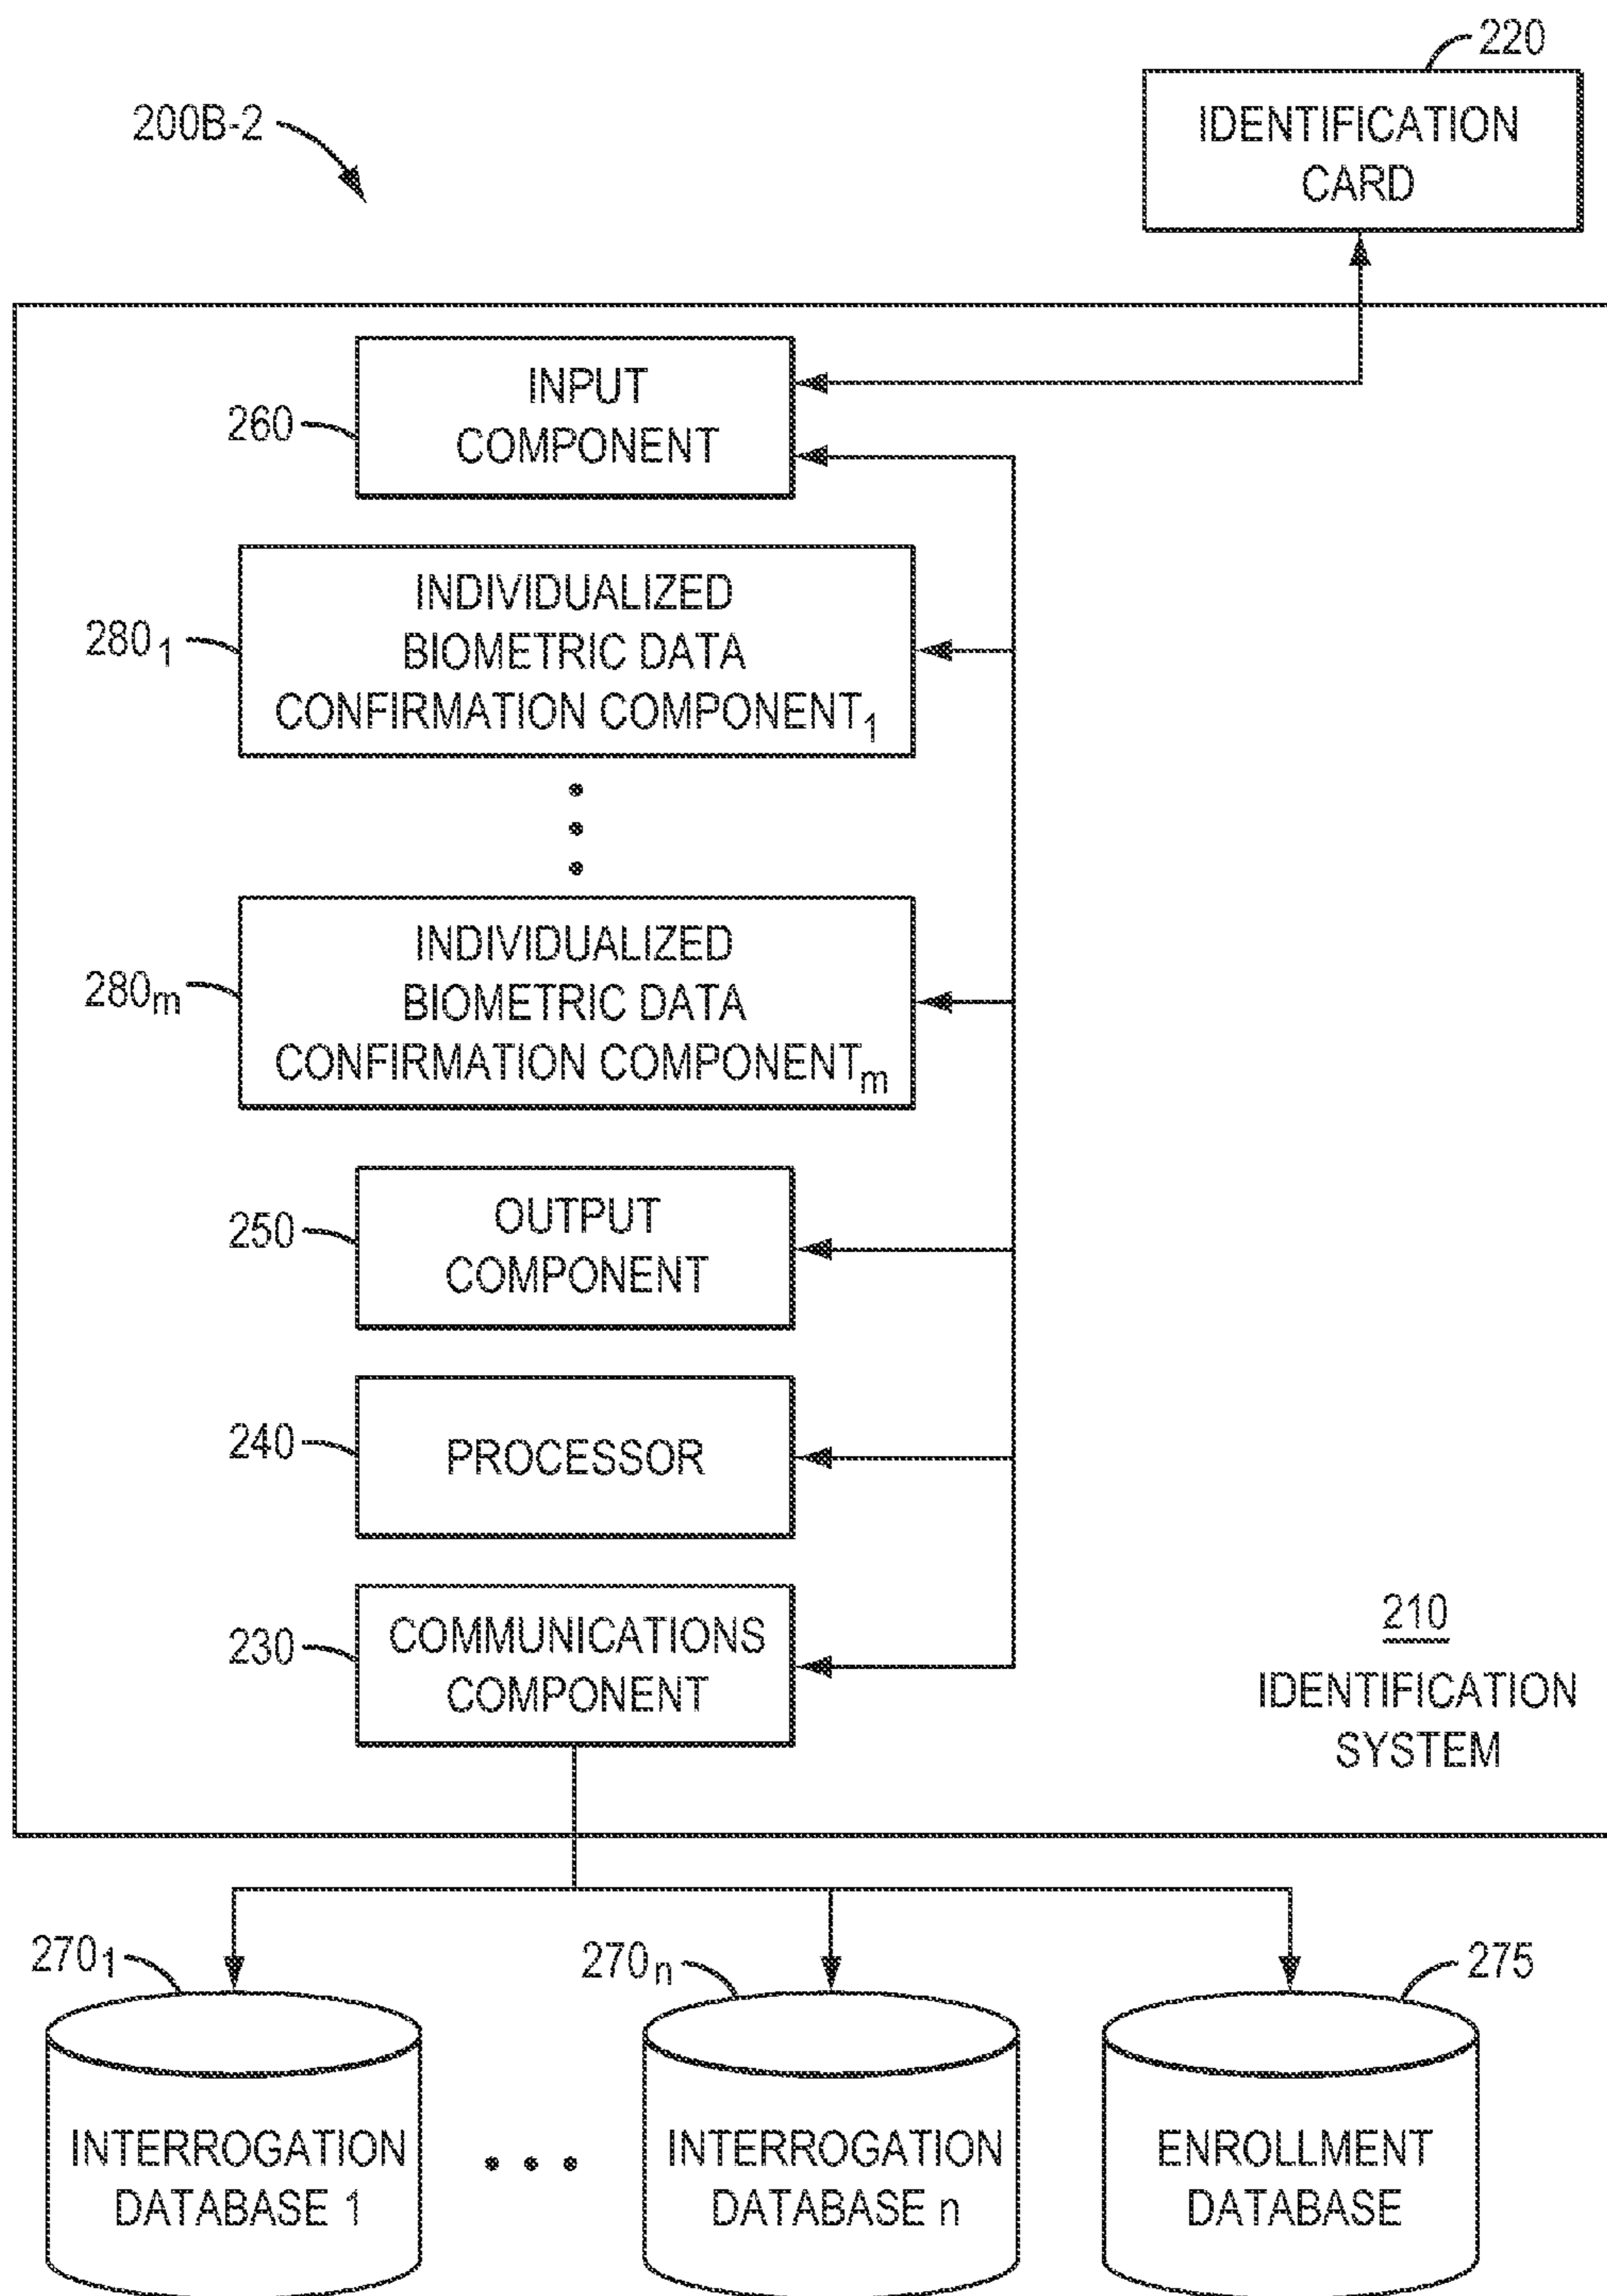 220
200B-2
IDENTIFICATION
CARD
INPUT
COMPONENT
260
INDIVIDUALIZED
BIOMETRIC DATA
CONFIRMATION COMPONENT1
2801
INDIVIDUALIZED
BIOMETRIC DATA
CONFIRMATION COMPONENTm
280m
OUTPUT
COMPONENT
250
PROCESSOR
240
COMMUNICATIONS
COMPONENT
230
210
IDENTIFICATION
SYSTEM
2701
270n
275
INTERROGATION
DATABASE 1
• • •
INTERROGATION
DATABASE n
ENROLLMENT
DATABASE